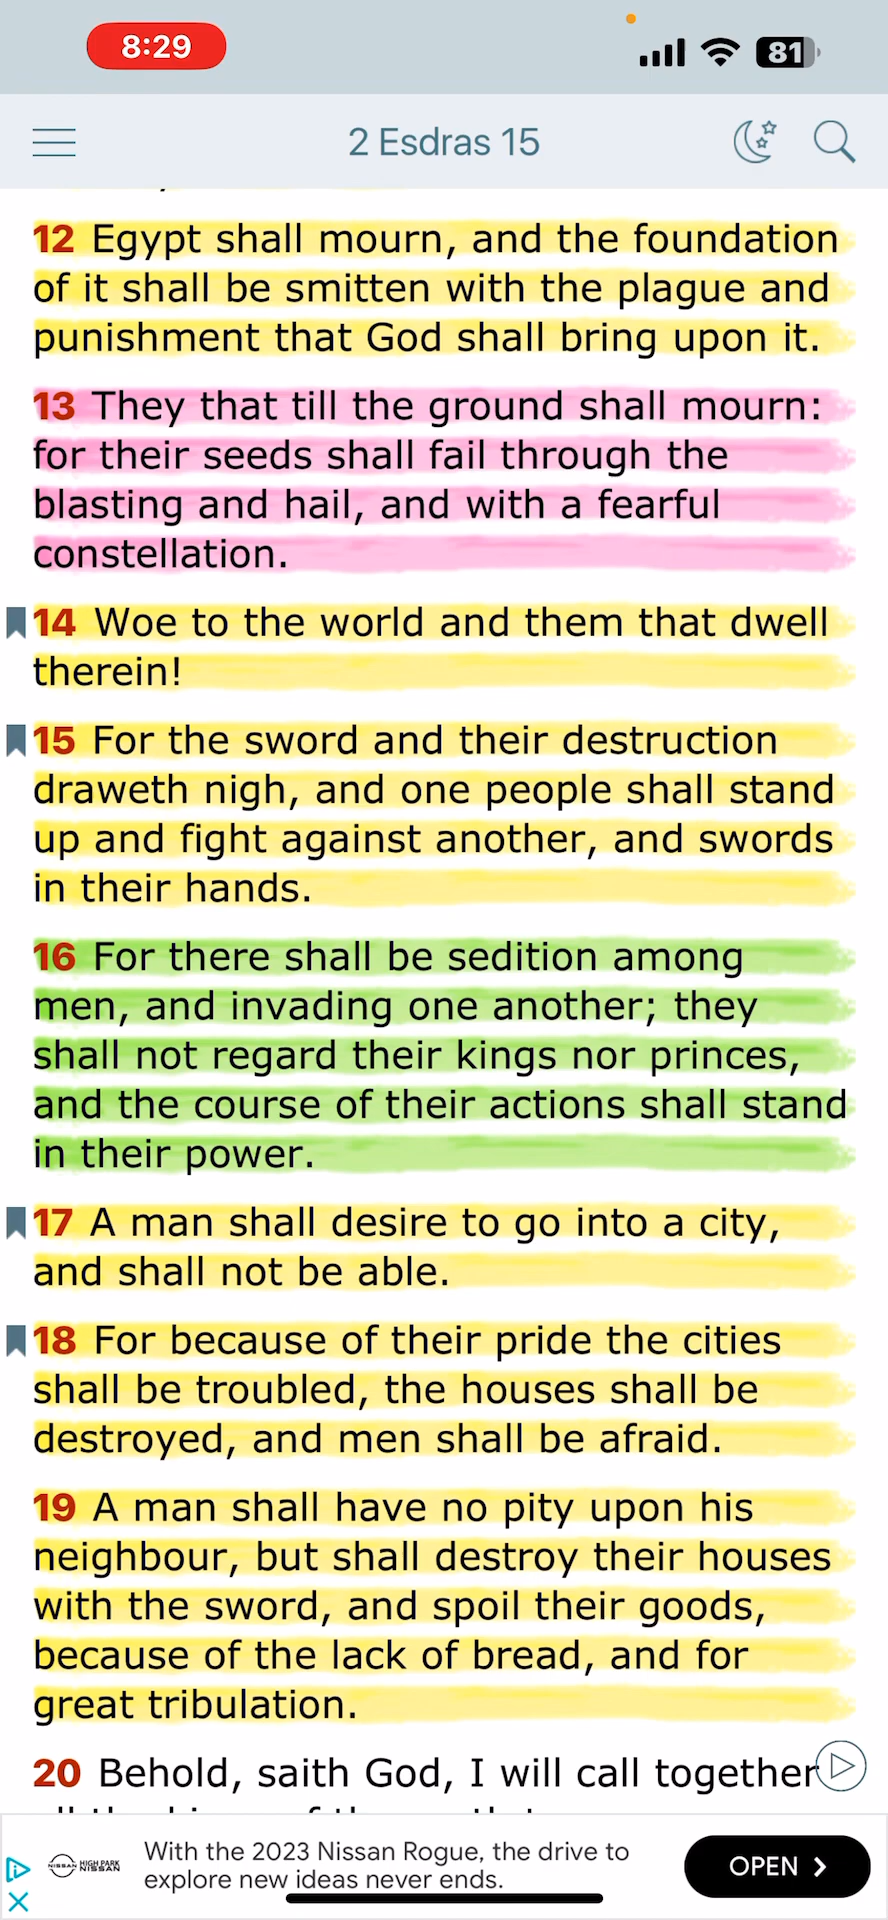 8:29
81
2 Esdras 15
12 Egypt shall mourn, and the foundation
of it shall be smitten with the plague and
punishment that God shall bring upon it.
13 They that till the ground shall mourn:
for their seeds shall fail through the
blasting and hail, and with a fearful
constellation.
14 Woe to the world and them that dwell
therein!
15 For the sword and their destruction
draweth nigh, and one people shall stand
up and fight against another, and swords
in their hands.
16 For there shall be sedition among
men, and invading one another; they
shall not regard their kings nor princes,
and the course of their actions shall stand
in their power.
17 A man shall desire to go into a city,
and shall not be able.
18 For because of their pride the cities
shall be troubled, the houses shall be
destroyed, and men shall be afraid.
19 A man shall have no pity upon his
neighbour, but shall destroy their houses
with the sword, and spoil their goods,
because of the lack of bread, and for
great tribulation.
20 Behold, saith God, I will call together
With the 2023 Nissan Rogue, the drive to
explore new ideas never ends.
NISSAN HIGH PARK NISSAN
OPEN